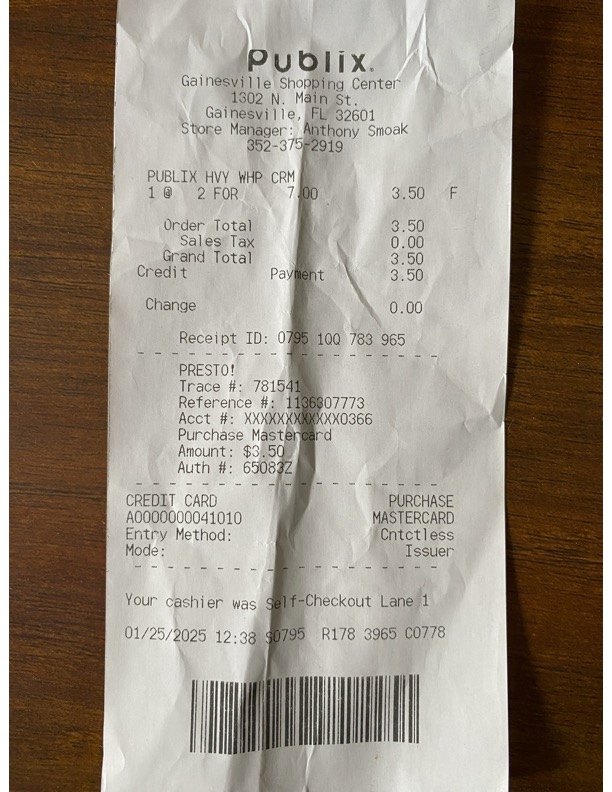 Publix.
Gainesville Shopping Center
1302 N. Main St.
Gainesville, FL 32601
Store Manager: Anthony Smoak
352-375-2919
PUBLIX HVY WHP CRM
1 @ 2 FOR 7.00 3.50 F
Order Total 3.50
Sales Tax 0.00
Grand Total 3.50
Credit Payment 3.50
Change 0.00
Receipt ID: 0795 1QQ 783 965
PRESTO!
Trace #: 781541
Reference #: 1136307773
Acct #: XXXXXXXXXXXX0366
Purchase Mastercard
Amount: $3.50
Auth #: 65083Z
CREDIT CARD PURCHASE
A0000000041010 MASTERCARD
Entry Method: Cntctless
Mode: Issuer
Your cashier was Self-Checkout Lane 1
01/25/2025 12:38 S0795 R178 3965 C0778